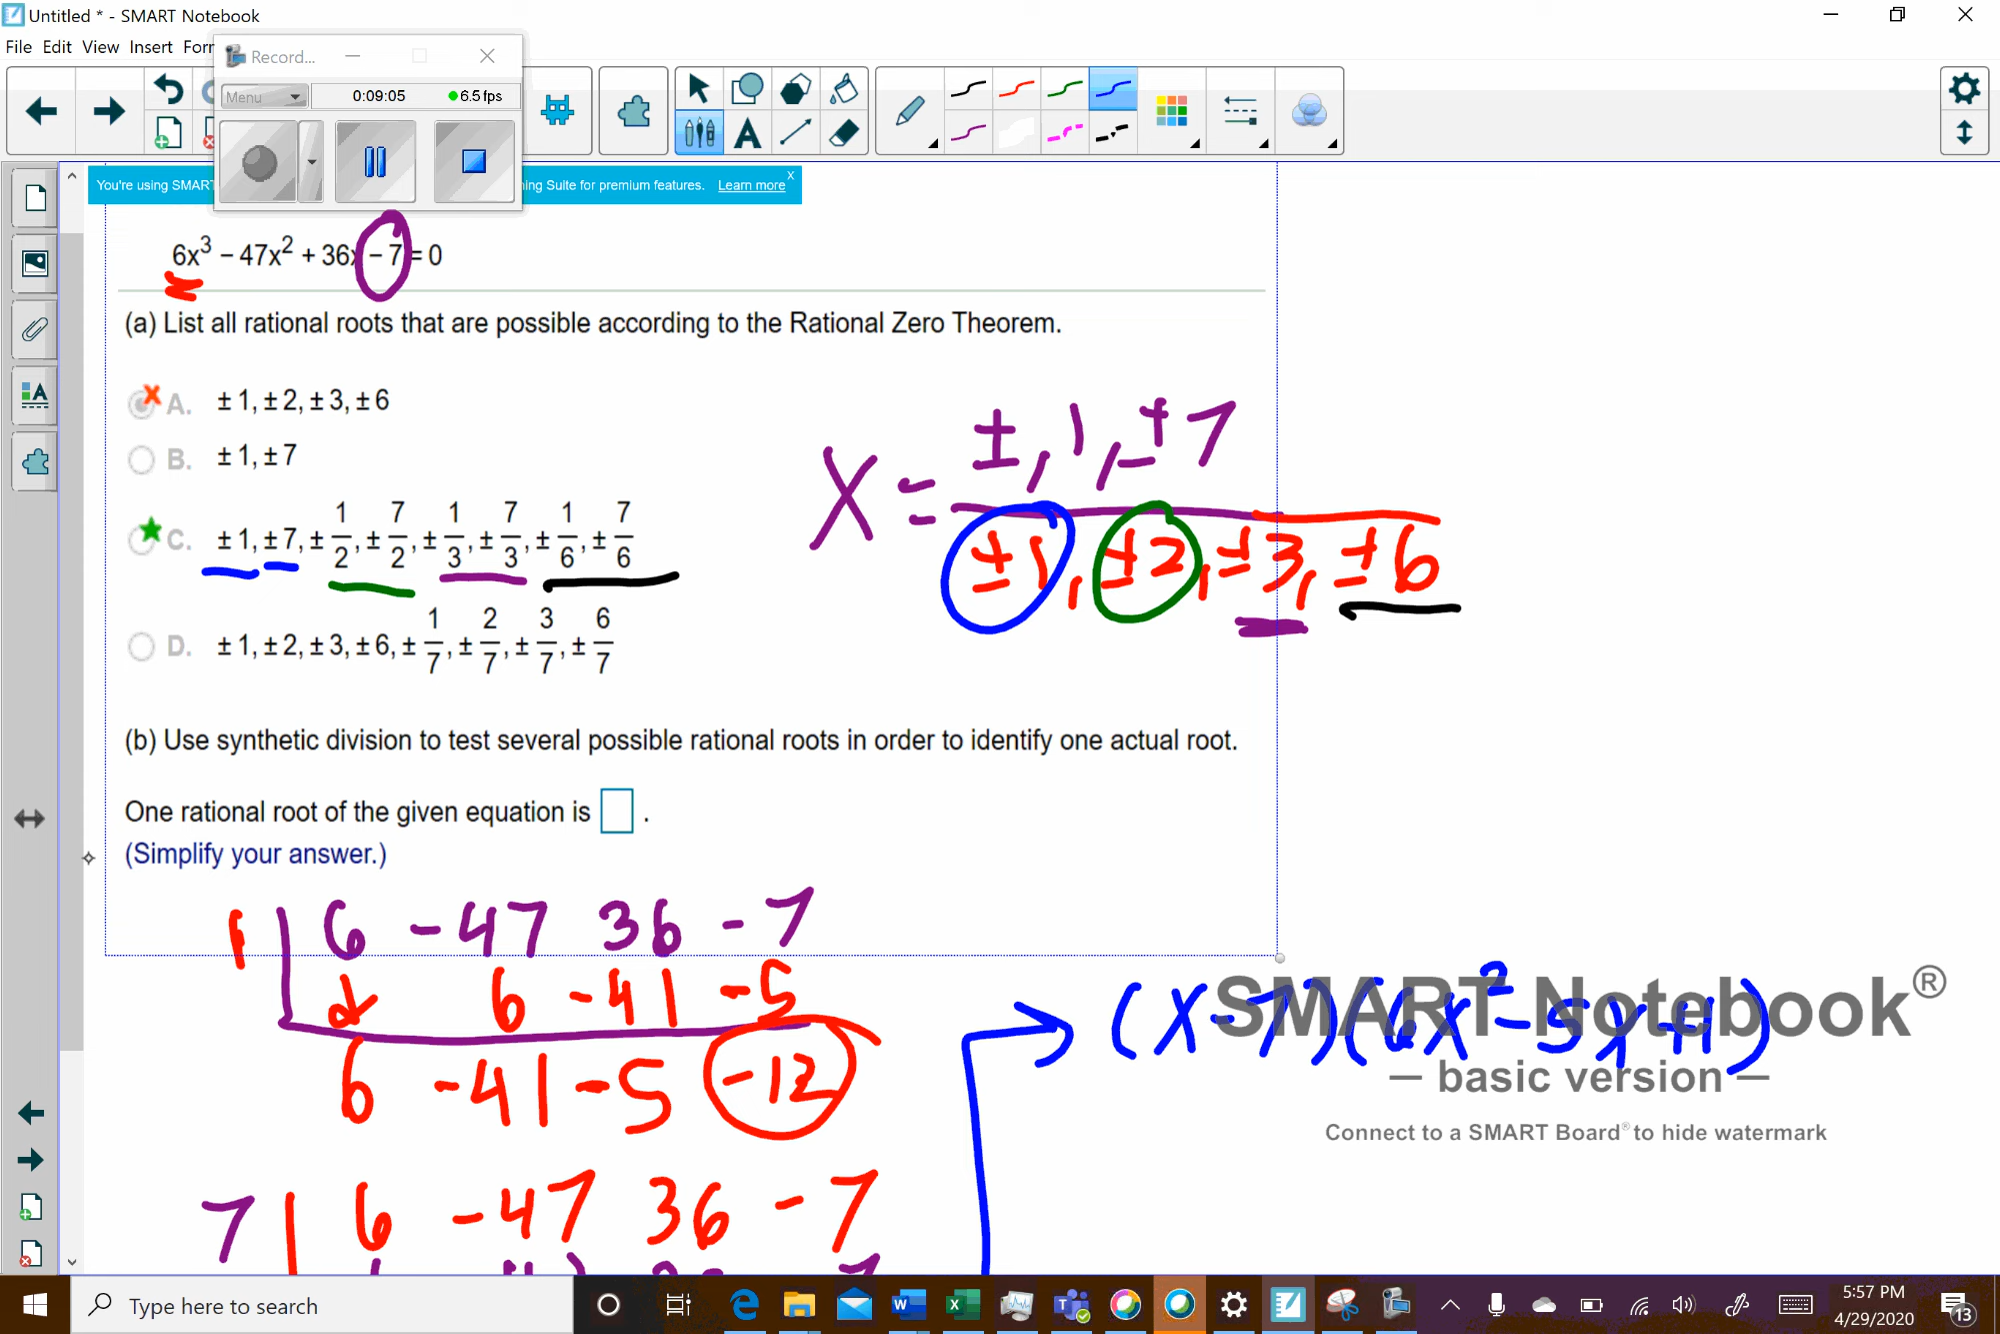 Untitled * - SMART Notebook
File Edit View Insert Forr
Record...
Menu 0:09:05 6.5 fps
You're using SMART ning Suite for premium features. Learn more X
6x³ − 47x² + 36x − 7 = 0
(a) List all rational roots that are possible according to the Rational Zero Theorem.
A. ± 1, ± 2, ± 3, ± 6
B. ± 1, ± 7
C. ± 1, ± 7, ± 1/2, ± 7/2, ± 1/3, ± 7/3, ± 1/6, ± 7/6
D. ± 1, ± 2, ± 3, ± 6, ± 1/7, ± 2/7, ± 3/7, ± 6/7
±, 1, ± 7
X =
±1, ±2, ±3, ±6
(b) Use synthetic division to test several possible rational roots in order to identify one actual root.
One rational root of the given equation is .
(Simplify your answer.)
1 6 -47 36 -7
6 -41 -5
6 -41 -5 -12
(X-7)(6X²-5X+1)
SMART Notebook®
— basic version —
Connect to a SMART Board® to hide watermark
7 6 -47 36 -7
Type here to search
5:57 PM
4/29/2020
13